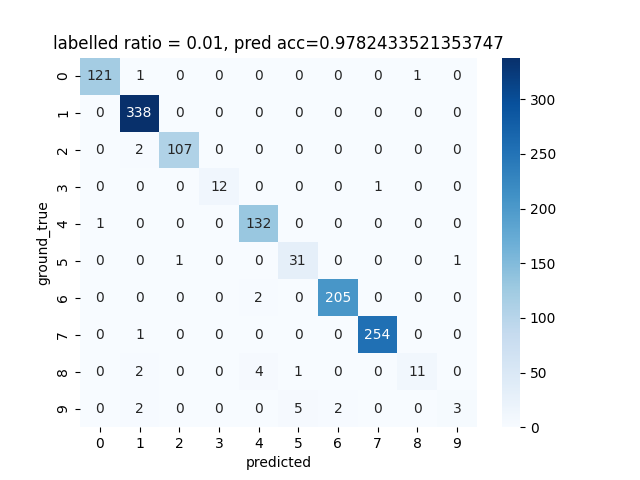 labelled ratio = 0.01, pred acc=0.9782433521353747
0 121 1 0 0 0 0 0 0 1 0
1 0 338 0 0 0 0 0 0 0 0
2 0 2 107 0 0 0 0 0 0 0
3 0 0 0 12 0 0 0 1 0 0
4 1 0 0 0 132 0 0 0 0 0
5 0 0 1 0 0 31 0 0 0 1
6 0 0 0 0 2 0 205 0 0 0
7 0 1 0 0 0 0 0 254 0 0
8 0 2 0 0 4 1 0 0 11 0
9 0 2 0 0 0 5 2 0 0 3
0 1 2 3 4 5 6 7 8 9
predicted
ground_true
300
250
200
150
100
50
0